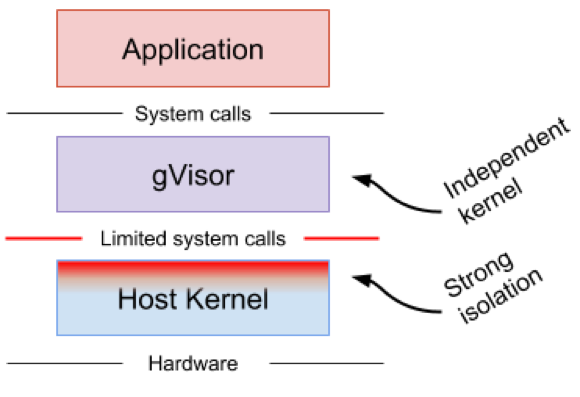 Application
System calls
gVisor
Independent
kernel
Limited system calls
Host Kernel
Strong
isolation
Hardware